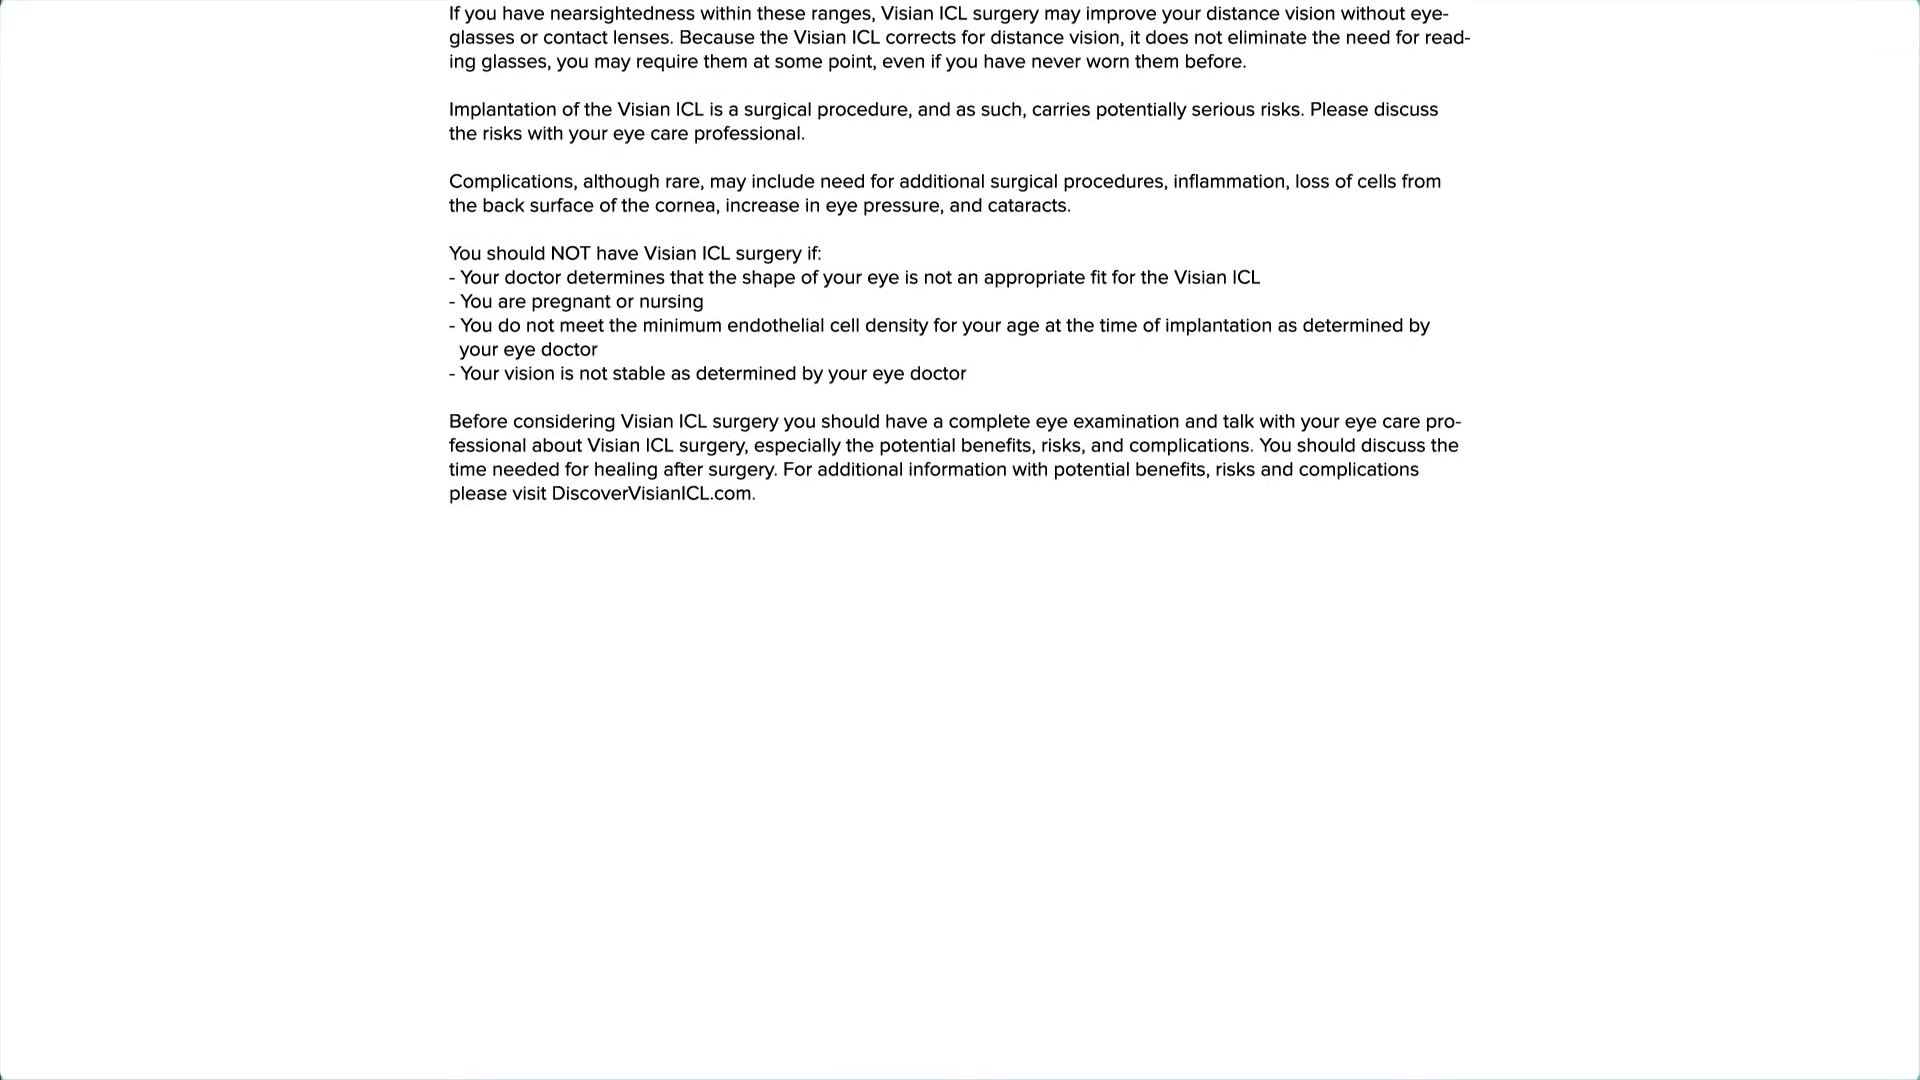 If you have nearsightedness within these ranges, Visian ICL surgery may improve your distance vision without eye-
glasses or contact lenses. Because the Visian ICL corrects for distance vision, it does not eliminate the need for read-
ing glasses, you may require them at some point, even if you have never worn them before.
Implantation of the Visian ICL is a surgical procedure, and as such, carries potentially serious risks. Please discuss
the risks with your eye care professional.
Complications, although rare, may include need for additional surgical procedures, inflammation, loss of cells from
the back surface of the cornea, increase in eye pressure, and cataracts.
You should NOT have Visian ICL surgery if:
- Your doctor determines that the shape of your eye is not an appropriate fit for the Visian ICL
- You are pregnant or nursing
- You do not meet the minimum endothelial cell density for your age at the time of implantation as determined by
your eye doctor
- Your vision is not stable as determined by your eye doctor
Before considering Visian ICL surgery you should have a complete eye examination and talk with your eye care pro-
fessional about Visian ICL surgery, especially the potential benefits, risks, and complications. You should discuss the
time needed for healing after surgery. For additional information with potential benefits, risks and complications
please visit DiscoverVisianICL.com.